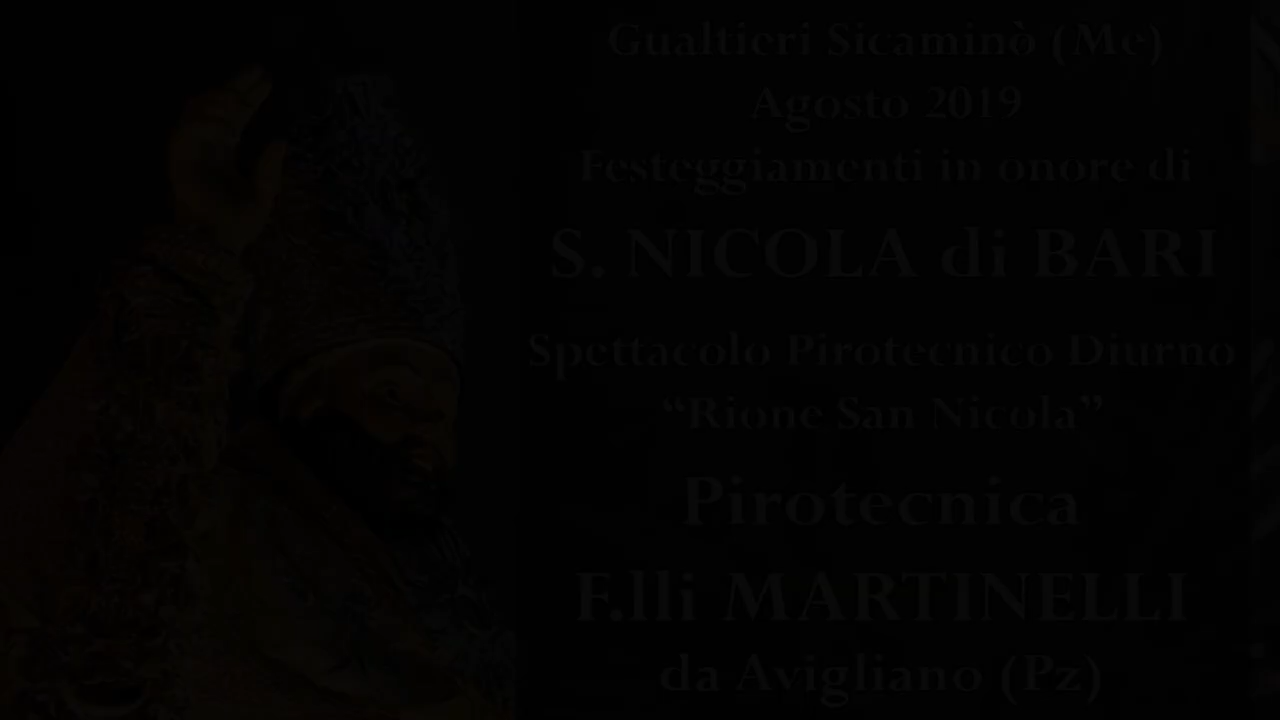 Gualtieri Sicaminò (Me)
Agosto 2019
Festeggiamenti in onore di
S. NICOLA di BARI
Spettacolo Pirotecnico Diurno
“Rione San Nicola”
Pirotecnica
F.lli MARTINELLI
da Avigliano (Pz)